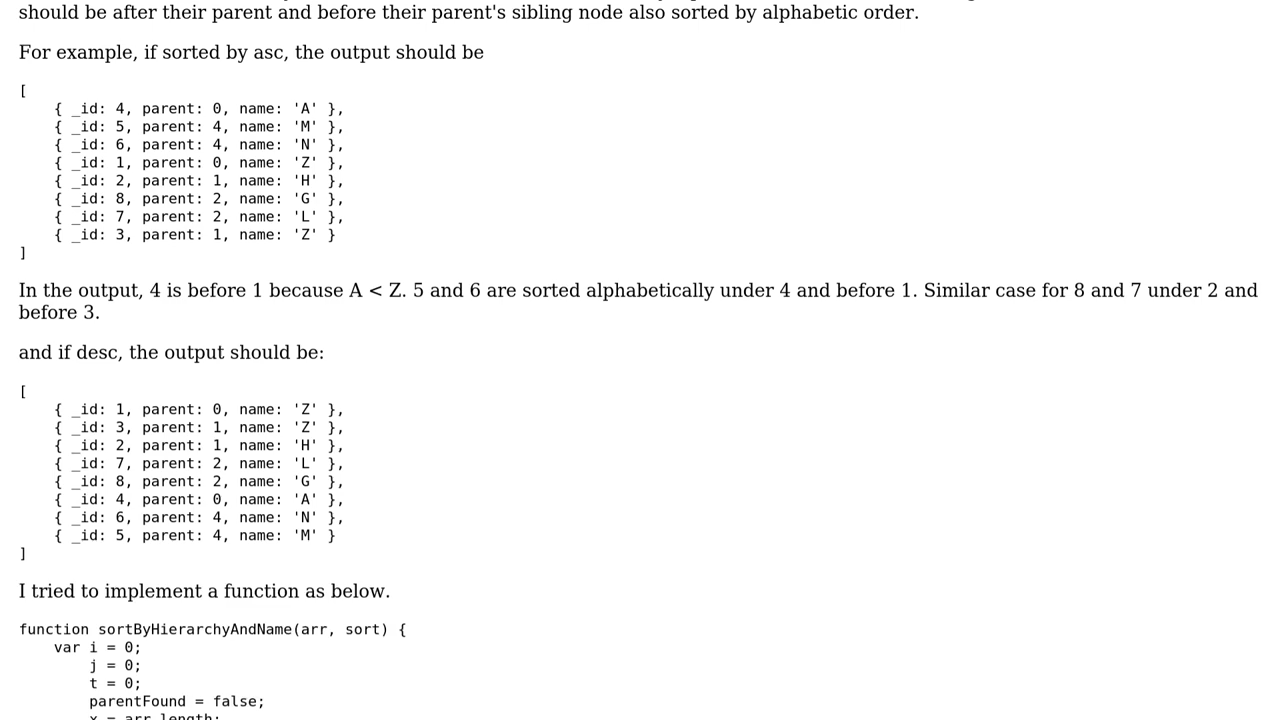 should be after their parent and before their parent's sibling node also sorted by alphabetic order.
For example, if sorted by asc, the output should be
[
    { _id: 4, parent: 0, name: 'A' },
    { _id: 5, parent: 4, name: 'M' },
    { _id: 6, parent: 4, name: 'N' },
    { _id: 1, parent: 0, name: 'Z' },
    { _id: 2, parent: 1, name: 'H' },
    { _id: 8, parent: 2, name: 'G' },
    { _id: 7, parent: 2, name: 'L' },
    { _id: 3, parent: 1, name: 'Z' }
]
In the output, 4 is before 1 because A < Z. 5 and 6 are sorted alphabetically under 4 and before 1. Similar case for 8 and 7 under 2 and
before 3.
and if desc, the output should be:
[
    { _id: 1, parent: 0, name: 'Z' },
    { _id: 3, parent: 1, name: 'Z' },
    { _id: 2, parent: 1, name: 'H' },
    { _id: 7, parent: 2, name: 'L' },
    { _id: 8, parent: 2, name: 'G' },
    { _id: 4, parent: 0, name: 'A' },
    { _id: 6, parent: 4, name: 'N' },
    { _id: 5, parent: 4, name: 'M' }
]
I tried to implement a function as below.
function sortByHierarchyAndName(arr, sort) {
    var i = 0;
        j = 0;
        t = 0;
        parentFound = false;
        x = arr.length;